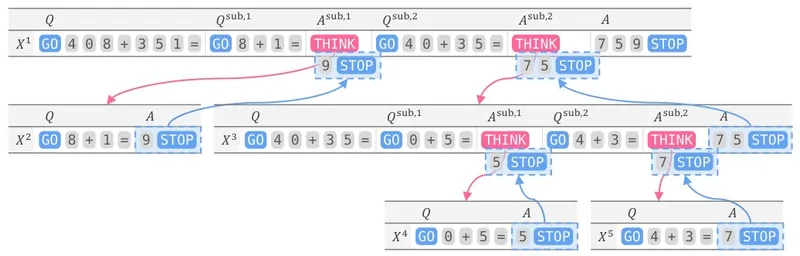 Q Q^sub,1 A^sub,1 Q^sub,2 A^sub,2 A
X^1 GO 4 0 8 + 3 5 1 = GO 8 + 1 = THINK GO 4 0 + 3 5 = THINK 7 5 9 STOP
9 STOP 7 5 STOP
Q A Q Q^sub,1 A^sub,1 Q^sub,2 A^sub,2 A
X^2 GO 8 + 1 = 9 STOP X^3 GO 4 0 + 3 5 = GO 0 + 5 = THINK GO 4 + 3 = THINK 7 5 STOP
5 STOP 7 STOP
Q A Q A
X^4 GO 0 + 5 = 5 STOP X^5 GO 4 + 3 = 7 STOP